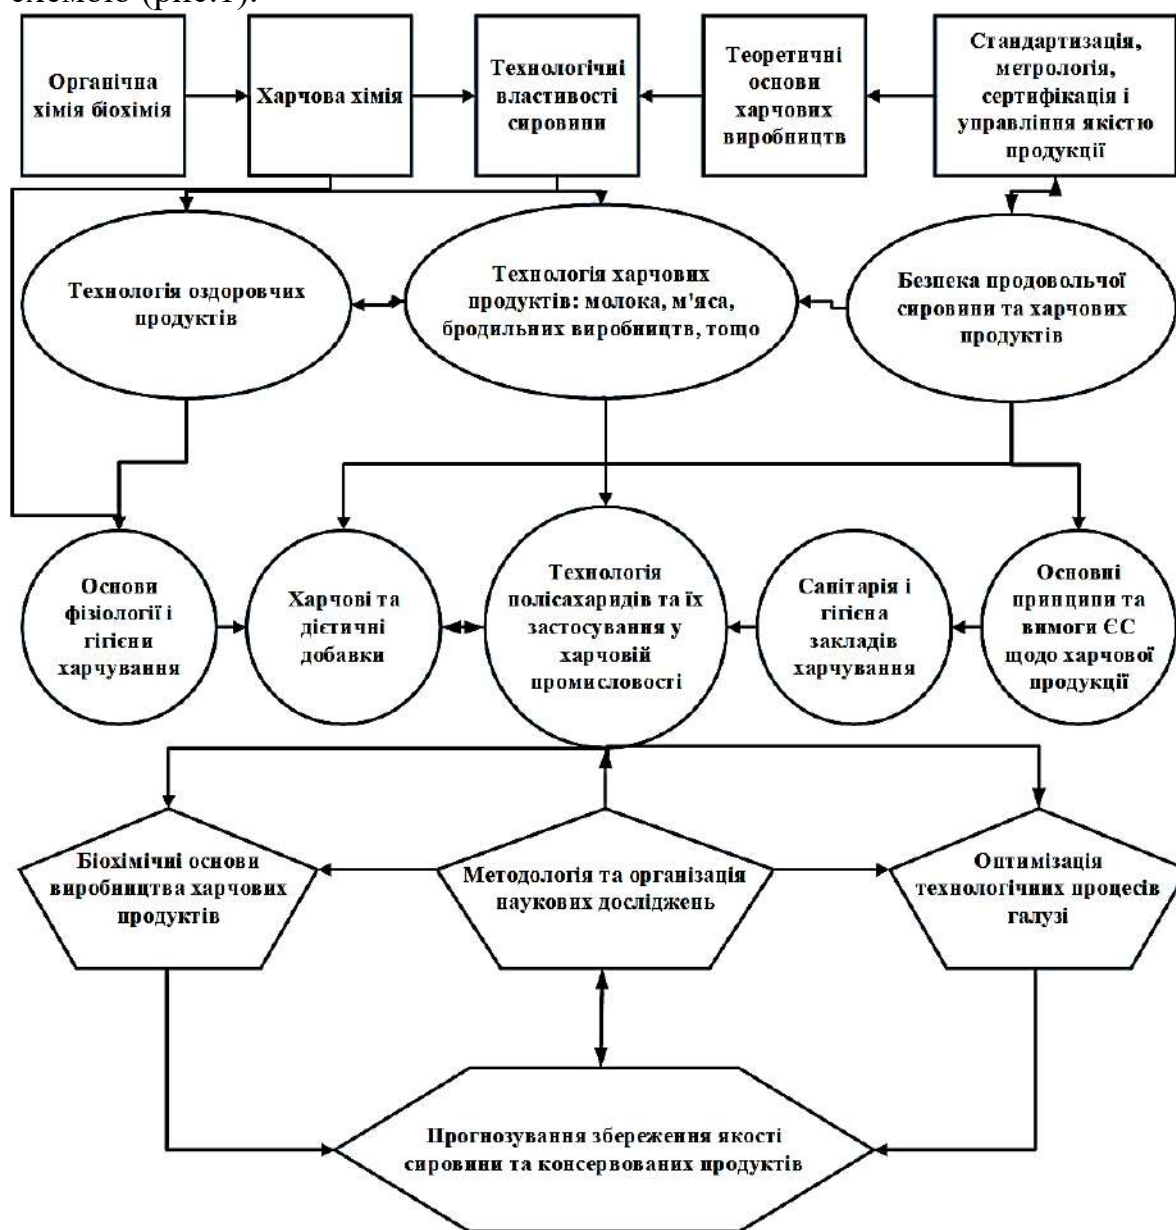 схемою (рис.1).
Органічна
хімія біохімія
Харчова хімія
Технологічні
властивості
сировини
Теоретичні
основи
харчових
виробництв
Стандартизація,
метрологія,
сертифікація і
управління якістю
продукції
Технологія оздоровчих
продуктів
Технологія харчових
продуктів: молока, м'яса,
бродильних виробництв, тощо
Безпека продовольчої
сировини та харчових
продуктів
Основи
фізіології і
гігієни
харчування
Харчові та
дієтичні
добавки
Технологія
полісахаридів та їх
застосування у
харчовій
промисловості
Санітарія і
гігієна
закладів
харчування
Основні
принципи та
вимоги ЄС
щодо харчової
продукції
Біохімічні основи
виробництва харчових
продуктів
Методологія та організація
наукових досліджень
Оптимізація
технологічних процесів
галузі
Прогнозування збереження якості
сировини та консервованих продуктів